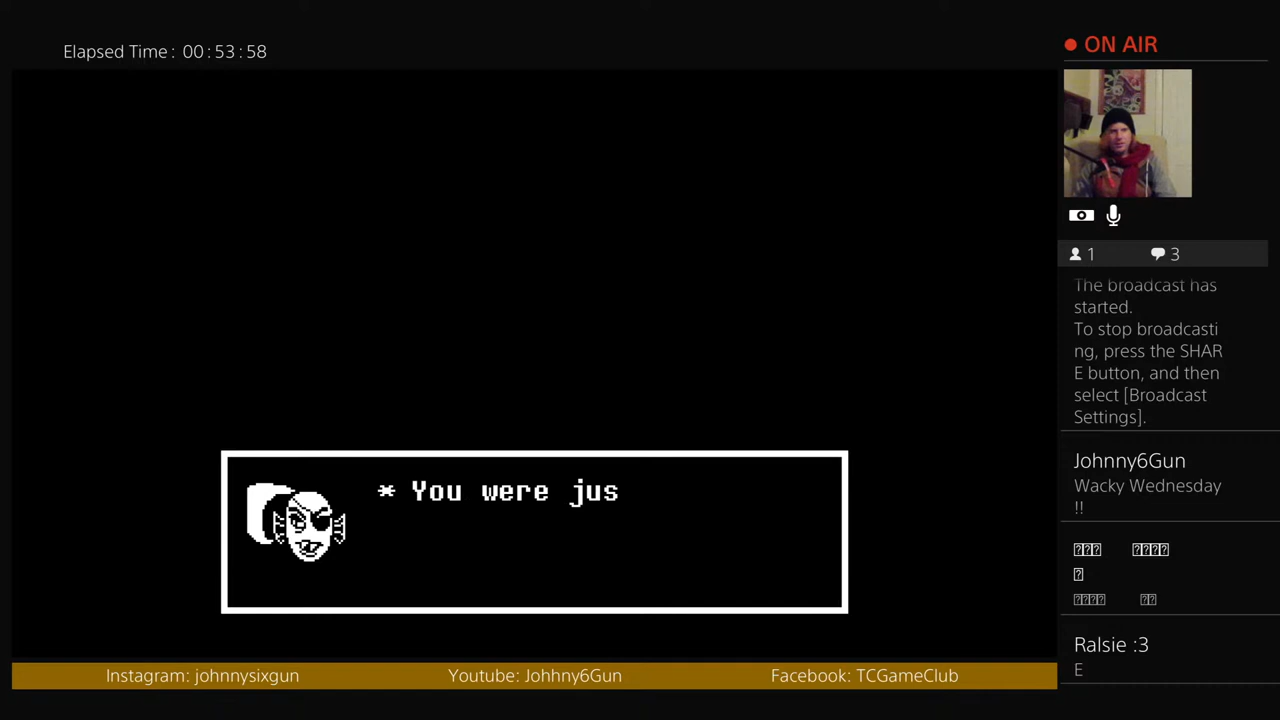 Elapsed Time: 00:53:58
ON AIR
1 3
The broadcast has
started.
To stop broadcasti
ng, press the SHAR
E button, and then
select [Broadcast
Settings].
Johnny6Gun
Wacky Wednesday
!!
Ralsie :3
E
* You were jus
Instagram: johnnysixgun
Youtube: Johhny6Gun
Facebook: TCGameClub